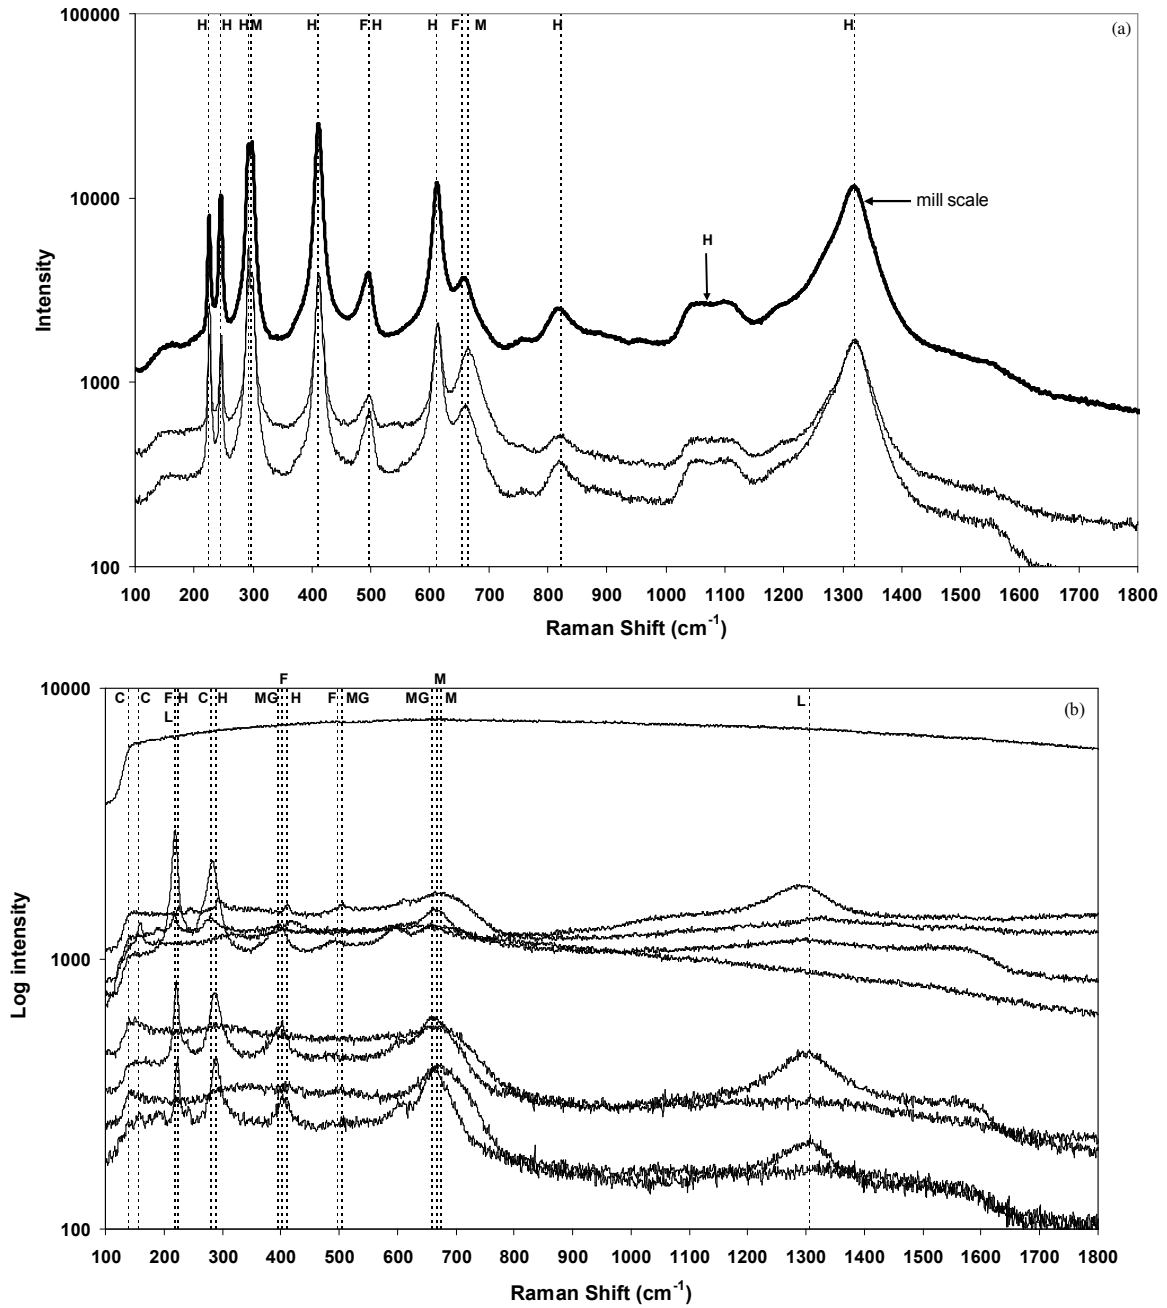 100000
H H H M H F H H F M H H (a)
10000
mill scale
H
Intensity
1000
100
100 200 300 400 500 600 700 800 900 1000 1100 1200 1300 1400 1500 1600 1700 1800
Raman Shift (cm-1)
F M
10000
C C F H C H MG H F MG MG M L (b)
L
Log intensity
1000
100
100 200 300 400 500 600 700 800 900 1000 1100 1200 1300 1400 1500 1600 1700 1800
Raman Shift (cm-1)